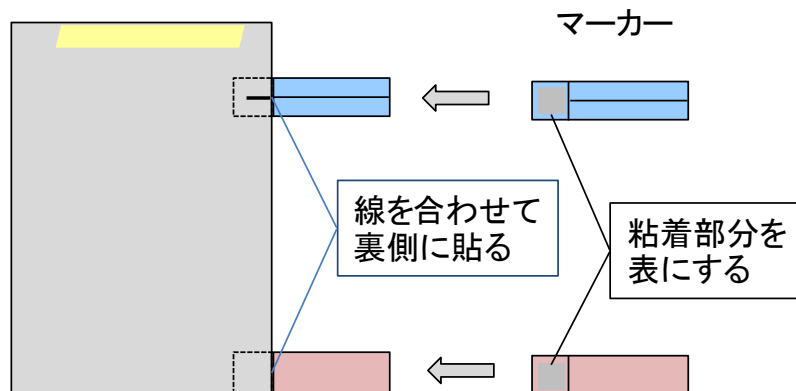 マーカー
線を合わせて
裏側に貼る
粘着部分を
表にする